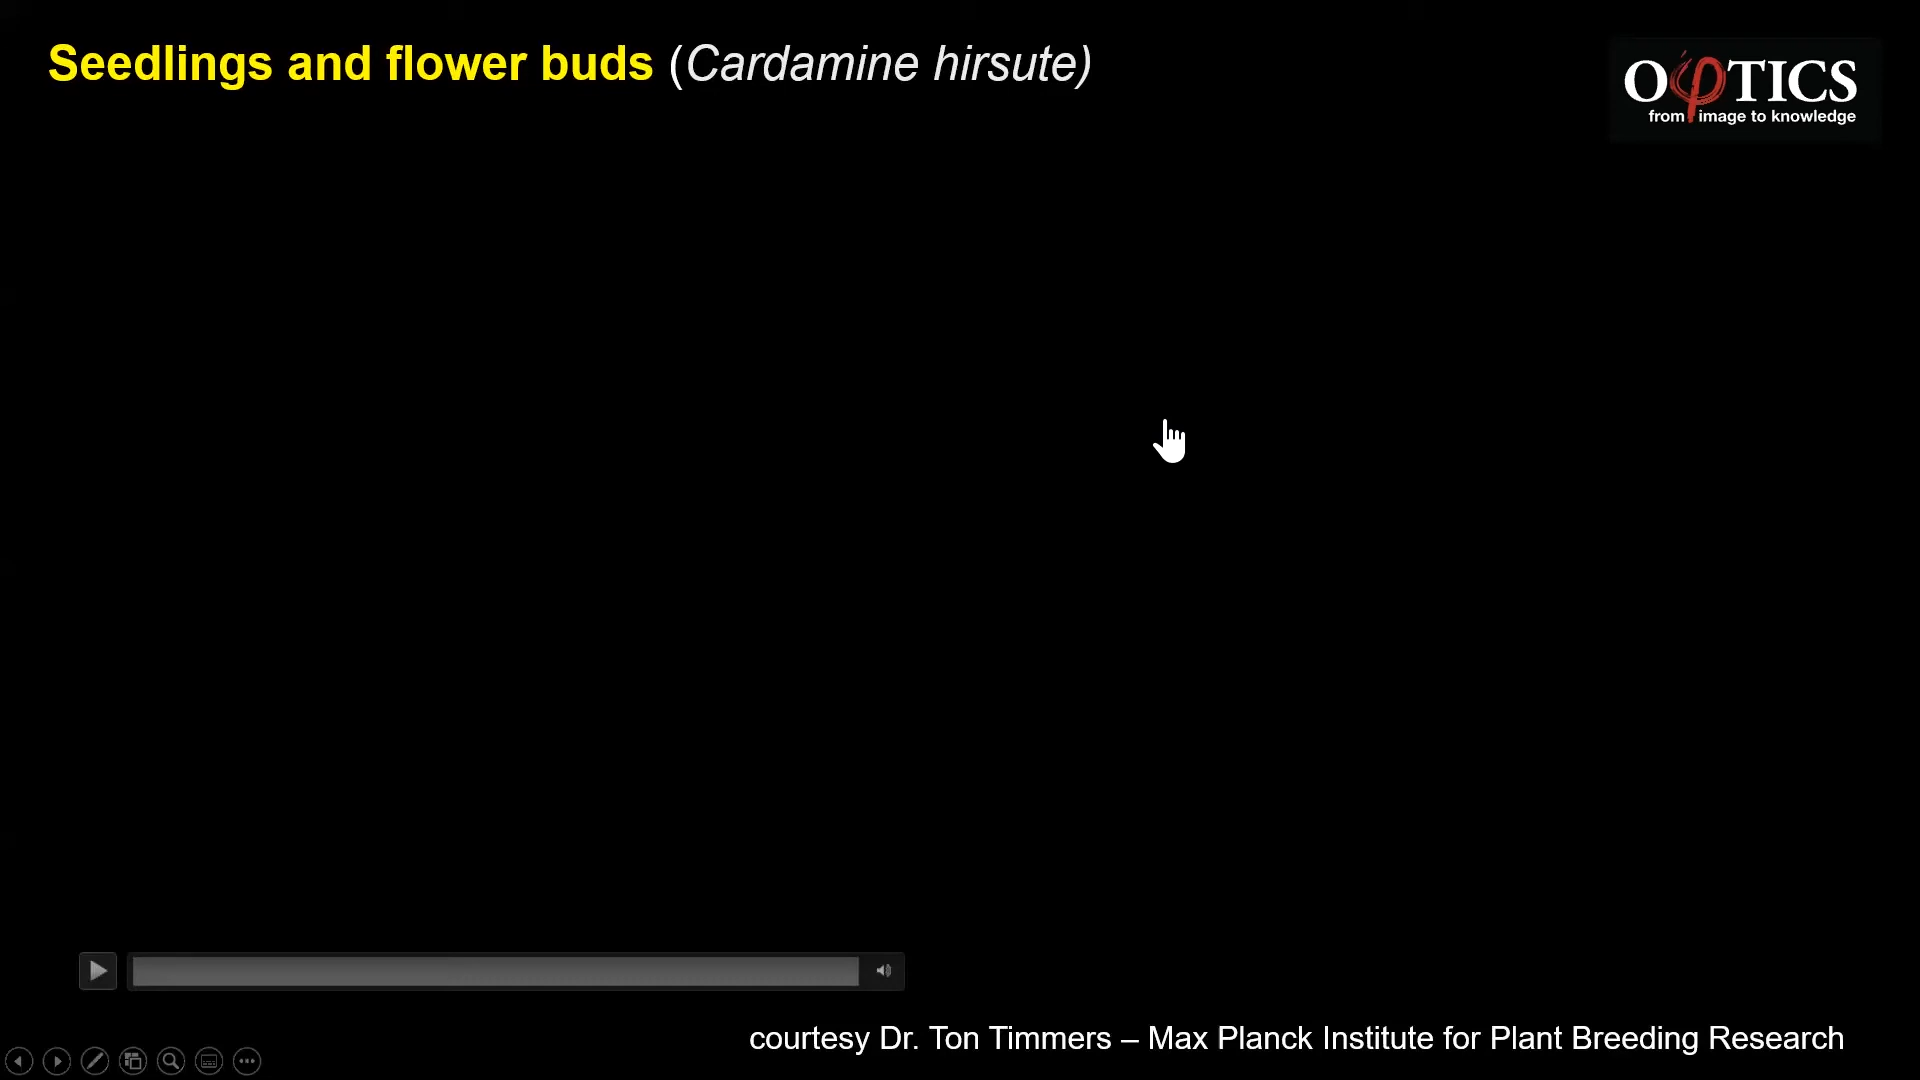 Seedlings and flower buds (Cardamine hirsute)
OφTICS
from image to knowledge
courtesy Dr. Ton Timmers – Max Planck Institute for Plant Breeding Research